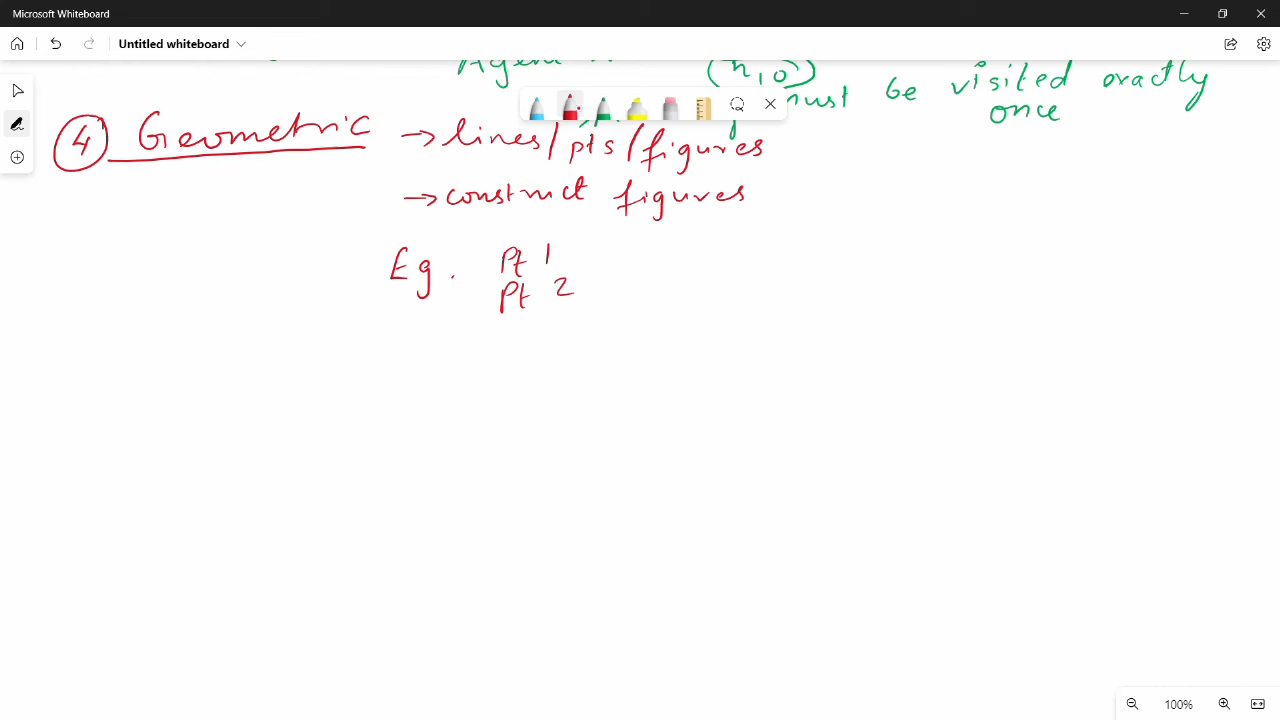 Microsoft Whiteboard
Untitled whiteboard
(n, 0)
must be visited exactly
once
4 Geometric → lines/pts/figures
→ construct figures
Eg. Pt 1
Pt 2
100%